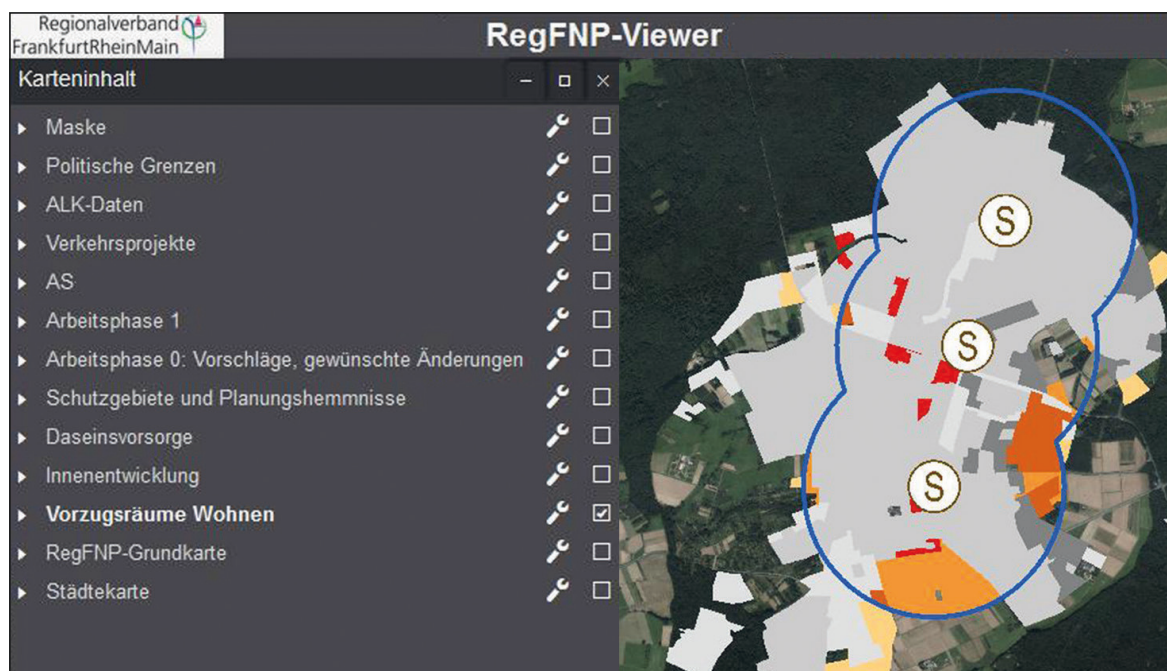 Regionalverband
FrankfurtRheinMain
RegFNP-Viewer
Karteninhalt
Maske
Politische Grenzen
ALK-Daten
Verkehrsprojekte
AS
Arbeitsphase 1
Arbeitsphase 0: Vorschläge, gewünschte Änderungen
Schutzgebiete und Planungshemmnisse
Daseinsvorsorge
Innenentwicklung
Vorzugsräume Wohnen
RegFNP-Grundkarte
Städtekarte
S
S
S